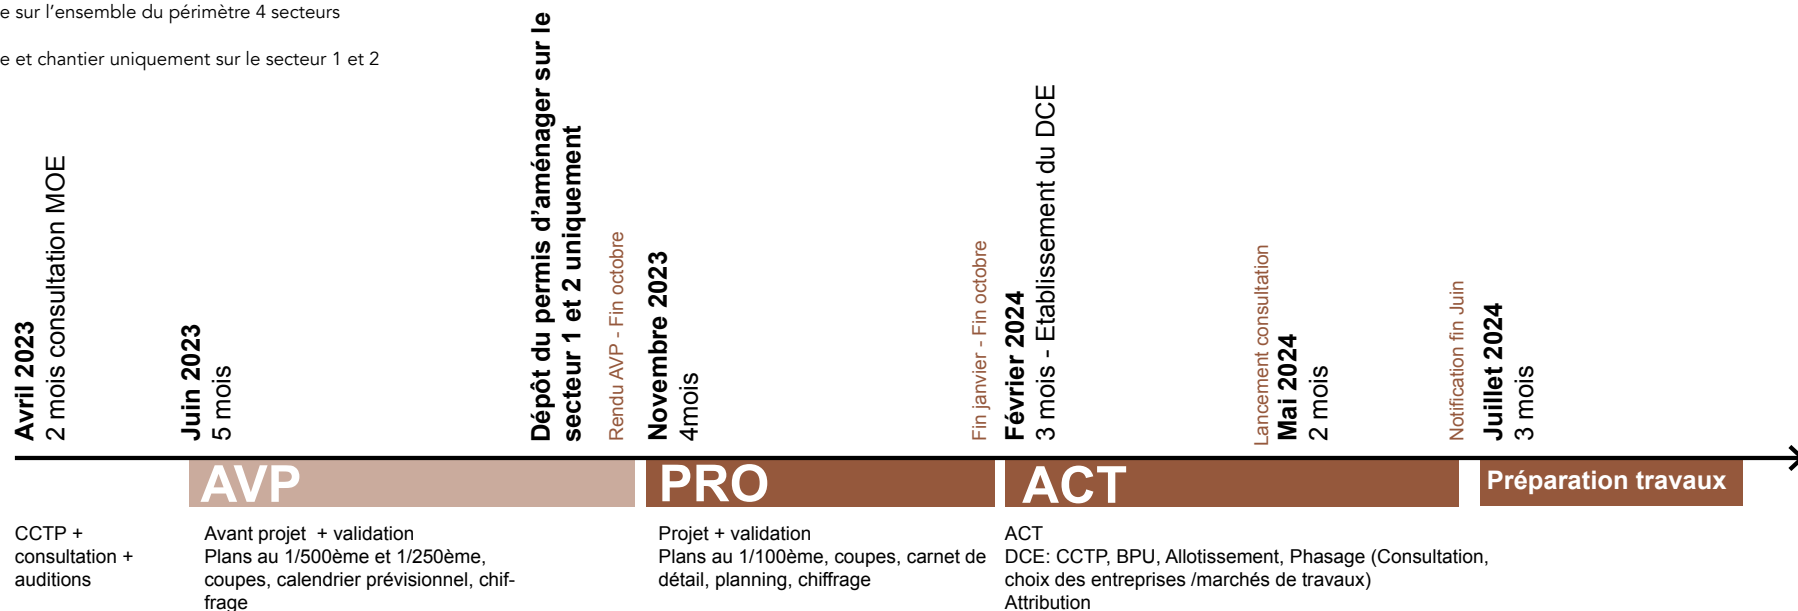 e sur l’ensemble du périmètre 4 secteurs
e et chantier uniquement sur le secteur 1 et 2
Avril 2023
2 mois consultation MOE
Juin 2023
5 mois
Dépôt du permis d’aménager sur le
secteur 1 et 2 uniquement
Rendu AVP - Fin octobre
Novembre 2023
4mois
Fin janvier - Fin octobre
Février 2024
3 mois - Etablissement du DCE
Lancement consultation
Mai 2024
2 mois
Notification fin Juin
Juillet 2024
3 mois
AVP
PRO
ACT
Préparation travaux
CCTP +
consultation +
auditions
Avant projet + validation
Plans au 1/500ème et 1/250ème,
coupes, calendrier prévisionnel, chif-
frage
Projet + validation
Plans au 1/100ème, coupes, carnet de
détail, planning, chiffrage
ACT
DCE: CCTP, BPU, Allotissement, Phasage (Consultation,
choix des entreprises /marchés de travaux)
Attribution